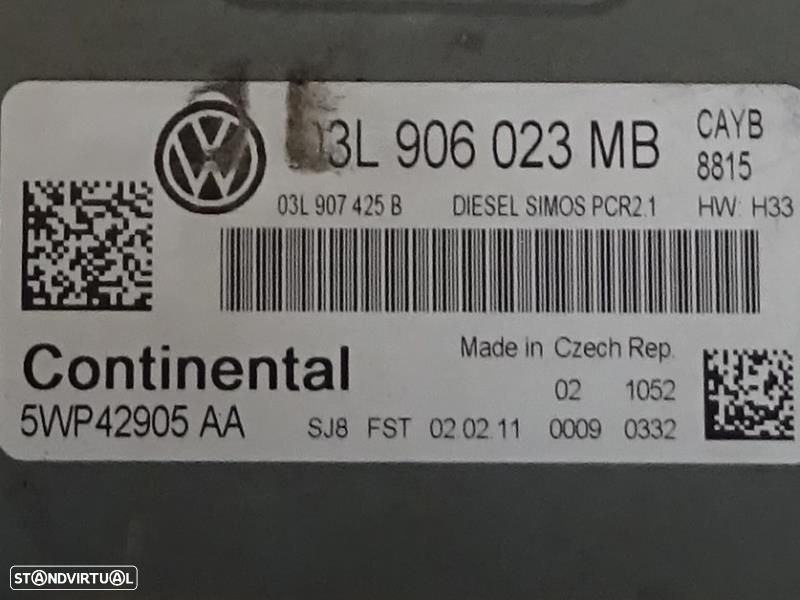 03L 906 023 MB
CAYB
8815
03L 907 425 B DIESEL SIMOS PCR2.1 HW: H33
Continental
Made in Czech Rep.
02 1052
5WP42905 AA
SJ8 FST 02.02.11 0009 0332
STANDVIRTUAL